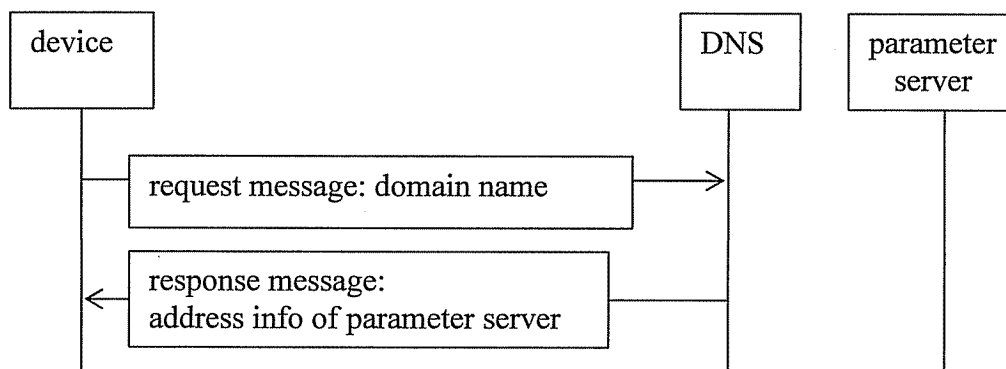 device
DNS
parameter
server
request message: domain name
response message:
address info of parameter server